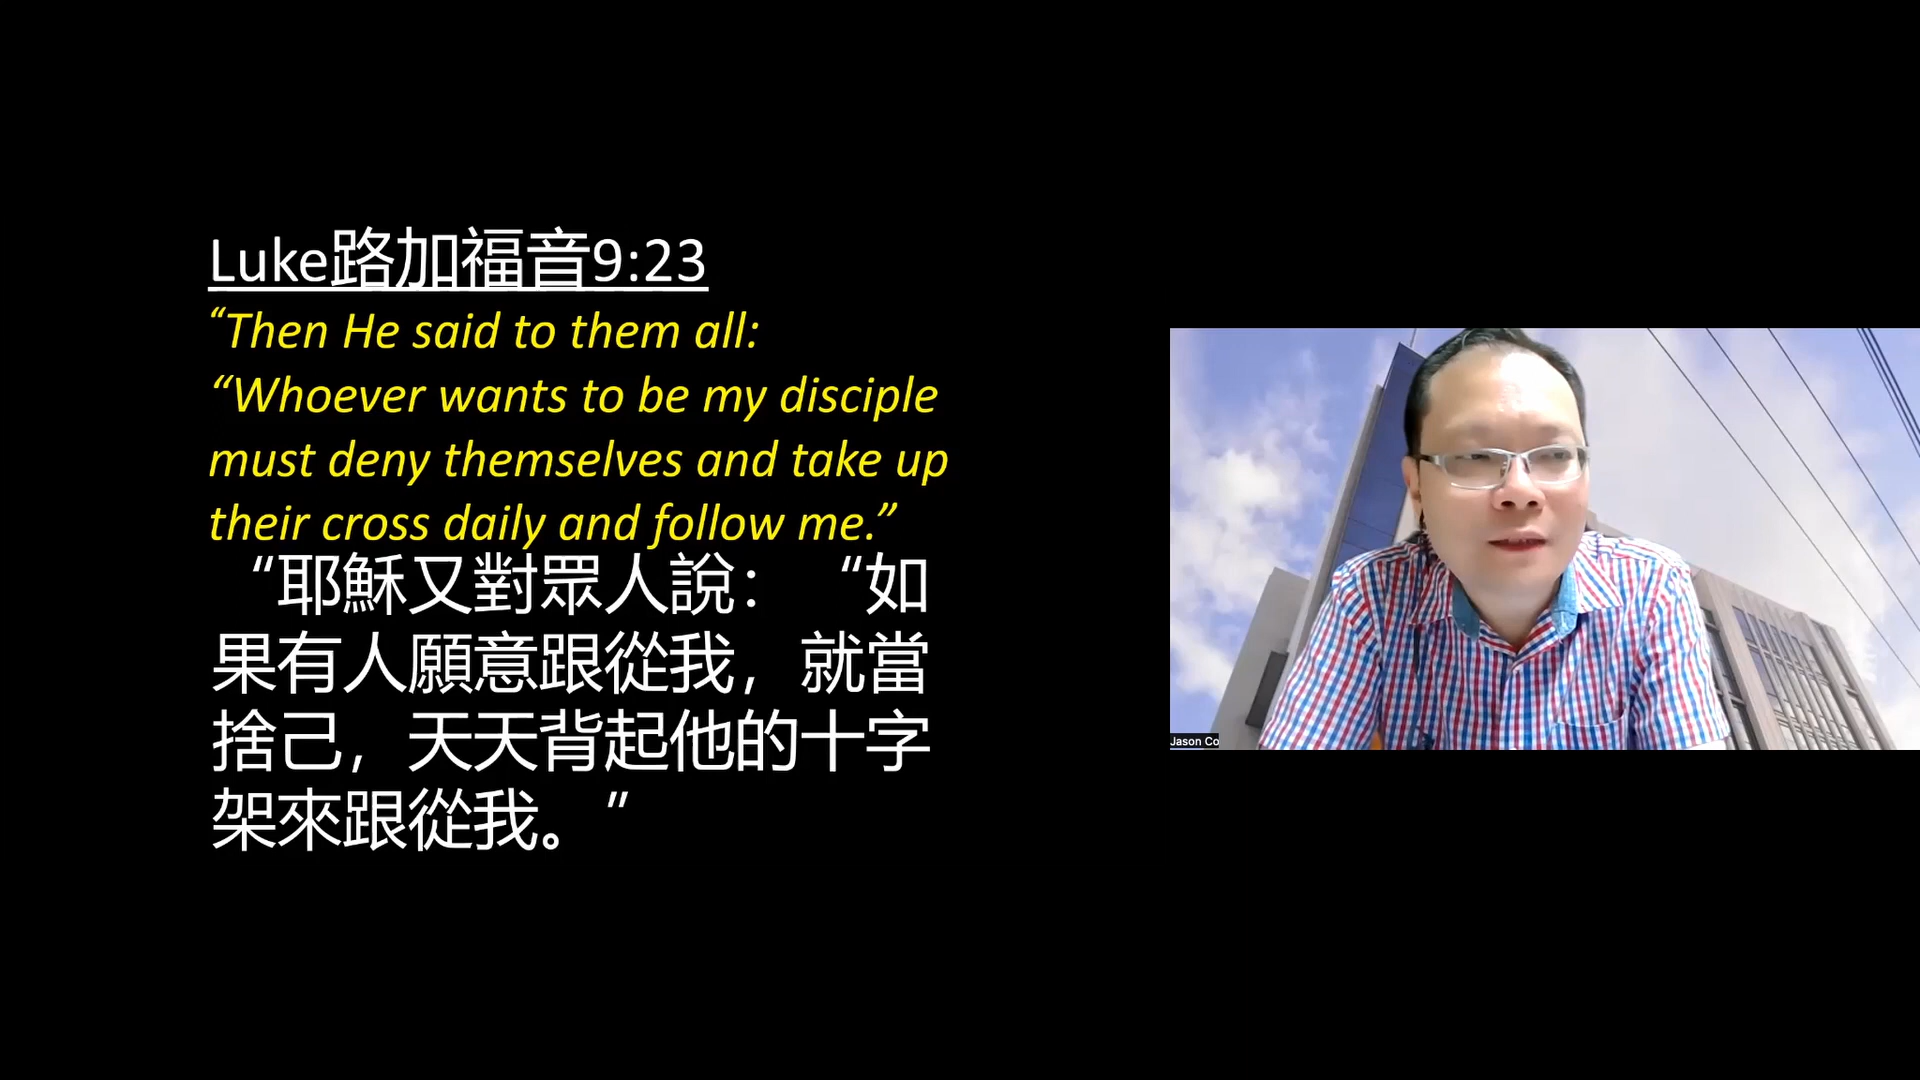 Luke路加福音9:23
“Then He said to them all:
“Whoever wants to be my disciple
must deny themselves and take up
their cross daily and follow me.”
“耶穌又對眾人說：“如
果有人願意跟從我，就當
捨己，天天背起他的十字
架來跟從我。”
Jason Co